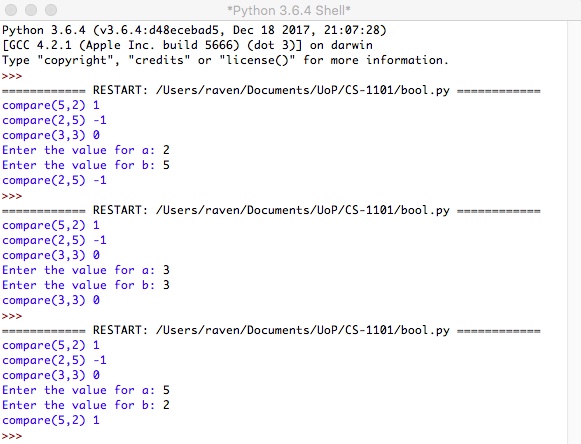 *Python 3.6.4 Shell*
Python 3.6.4 (v3.6.4:d48ecebad5, Dec 18 2017, 21:07:28)
[GCC 4.2.1 (Apple Inc. build 5666) (dot 3)] on darwin
Type "copyright", "credits" or "license()" for more information.
>>>
============ RESTART: /Users/raven/Documents/UoP/CS-1101/bool.py ============
compare(5,2) 1
compare(2,5) -1
compare(3,3) 0
Enter the value for a: 2
Enter the value for b: 5
compare(2,5) -1
>>>
============ RESTART: /Users/raven/Documents/UoP/CS-1101/bool.py ============
compare(5,2) 1
compare(2,5) -1
compare(3,3) 0
Enter the value for a: 3
Enter the value for b: 3
compare(3,3) 0
>>>
============ RESTART: /Users/raven/Documents/UoP/CS-1101/bool.py ============
compare(5,2) 1
compare(2,5) -1
compare(3,3) 0
Enter the value for a: 5
Enter the value for b: 2
compare(5,2) 1
>>>